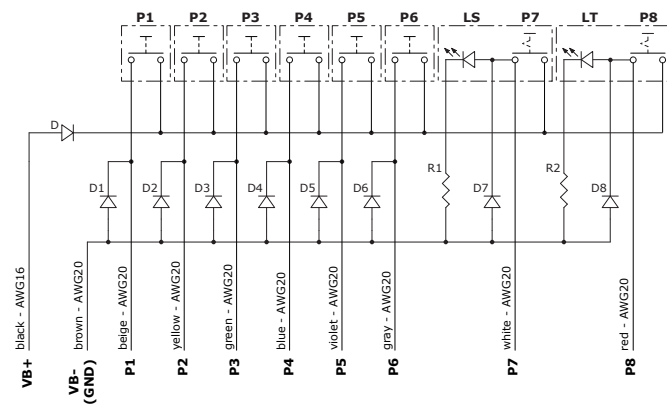 P1 P2 P3 P4 P5 P6 LS P7 LT P8
D
R1 R2
D1 D2 D3 D4 D5 D6 D7 D8
black - AWG16
brown - AWG20
beige - AWG20
yellow - AWG20
green - AWG20
blue - AWG20
violet - AWG20
gray - AWG20
white - AWG20
red - AWG20
VB+
VB-
(GND)
P1
P2
P3
P4
P5
P6
P7
P8